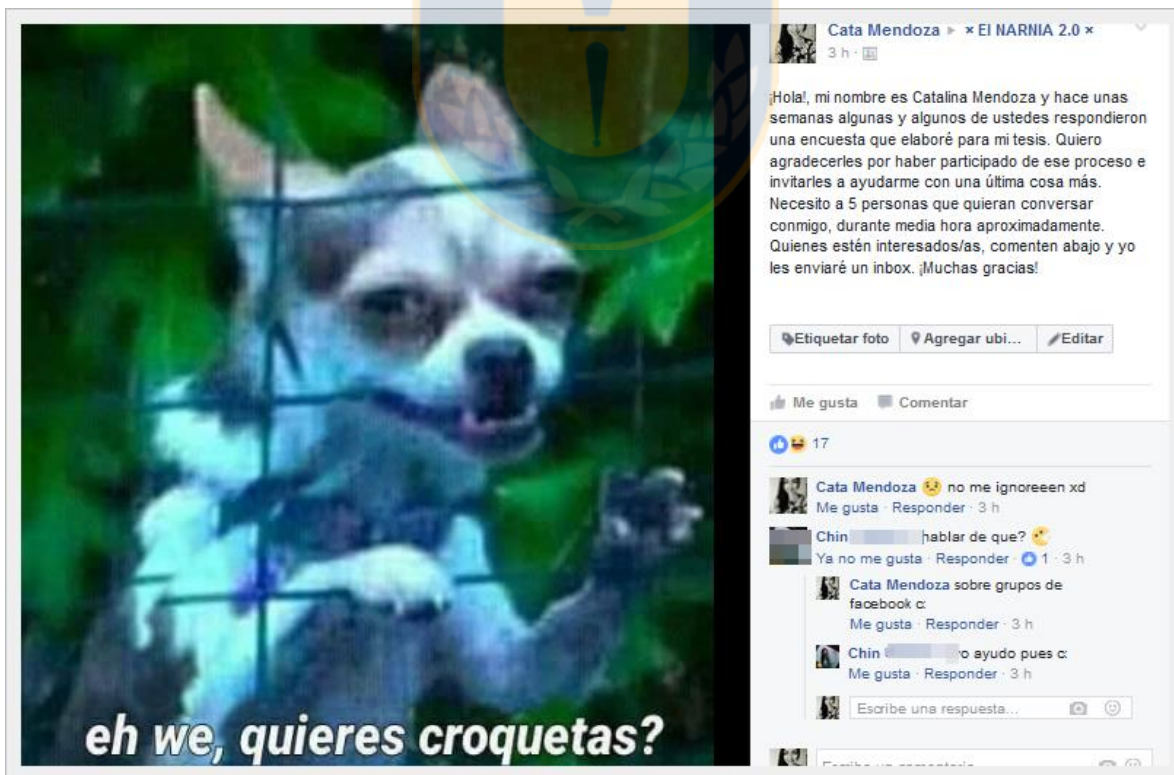 eh we, quieres croquetas?
Cata Mendoza ▸ × El NARNIA 2.0 ×
3 h ·
¡Hola!, mi nombre es Catalina Mendoza y hace unas
semanas algunas y algunos de ustedes respondieron
una encuesta que elaboré para mi tesis. Quiero
agradecerles por haber participado de ese proceso e
invitarles a ayudarme con una última cosa más.
Necesito a 5 personas que quieran conversar
conmigo, durante media hora aproximadamente.
Quienes estén interesados/as, comenten abajo y yo
les enviaré un inbox. ¡Muchas gracias!
Etiquetar foto Agregar ubi... Editar
Me gusta Comentar
17
Cata Mendoza no me ignoreeen xd
Me gusta · Responder · 3 h
Chin hablar de que?
Ya no me gusta · Responder · 1 · 3 h
Cata Mendoza sobre grupos de
facebook c:
Me gusta · Responder · 3 h
Chin yo ayudo pues c:
Me gusta · Responder · 3 h
Escribe una respuesta...
Escribe un comentario...